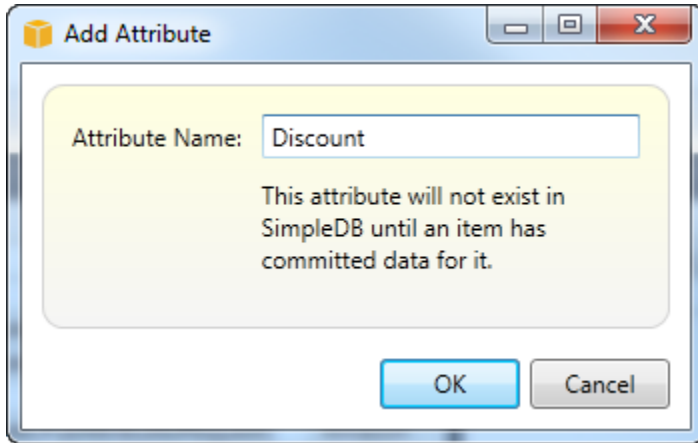 Add Attribute
Attribute Name: Discount
This attribute will not exist in
SimpleDB until an item has
committed data for it.
OK Cancel